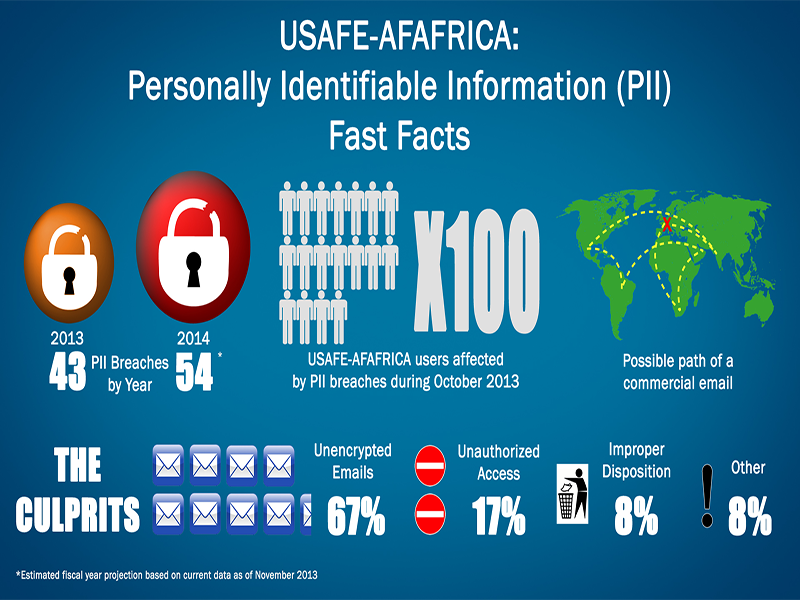 USAFE-AFAFRICA:
Personally Identifiable Information (PII)
Fast Facts
2013
43
PII Breaches
by Year
2014
54*
X100
USAFE-AFAFRICA users affected
by PII breaches during October 2013
X
Possible path of a
commercial email
THE
CULPRITS
Unencrypted
Emails
67%
Unauthorized
Access
17%
Improper
Disposition
8%
!
Other
8%
*Estimated fiscal year projection based on current data as of November 2013